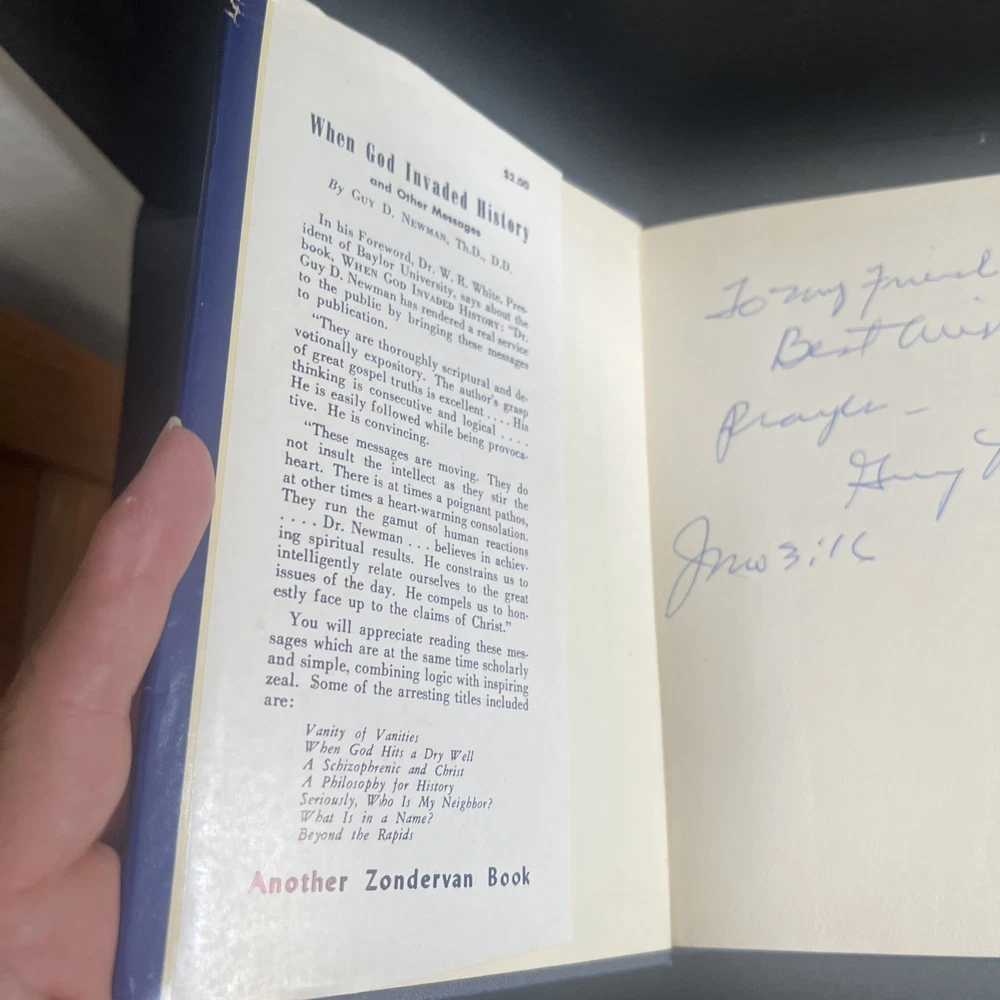 When God Invaded History
$2.00
and Other Messages
By GUY D. NEWMAN, Th.D., D.D.
In his Foreword, Dr. W. R. White, Pres-
ident of Baylor University, says about the
book, WHEN GOD INVADED HISTORY: "Dr.
Guy D. Newman has rendered a real service
to the public by bringing these messages
to publication.
"They are thoroughly scriptural and de-
votionally expository. The author's grasp
of great gospel truths is excellent . . . . His
thinking is consecutive and logical . . . .
He is easily followed while being provoca-
tive. He is convincing.
"These messages are moving. They do
not insult the intellect as they stir the
heart. There is at times a poignant pathos,
at other times a heart-warming consolation.
They run the gamut of human reactions
. . . . Dr. Newman . . . believes in achiev-
ing spiritual results. He constrains us to
intelligently relate ourselves to the great
issues of the day. He compels us to hon-
estly face up to the claims of Christ."
You will appreciate reading these mes-
sages which are at the same time scholarly
and simple, combining logic with inspiring
zeal. Some of the arresting titles included
are:
Vanity of Vanities
When God Hits a Dry Well
A Schizophrenic and Christ
A Philosophy for History
Seriously, Who Is My Neighbor?
What Is in a Name?
Beyond the Rapids
Another Zondervan Book
To my friend
Best Wis
Prayer -
Guy
Jno 3:16